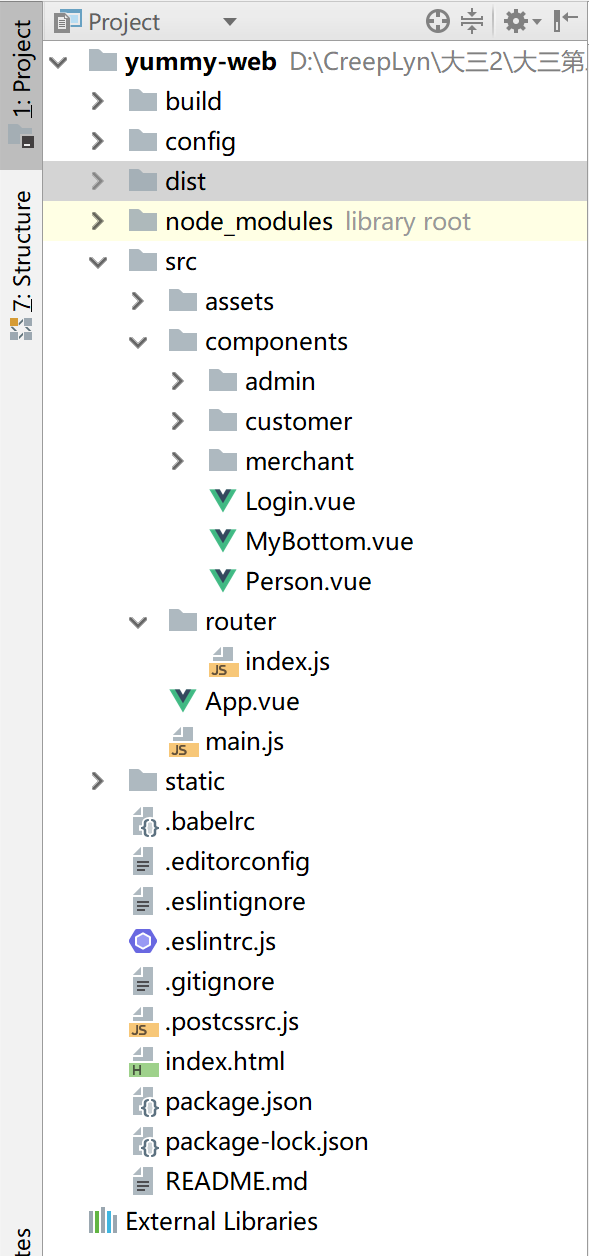 Project
1: Project
yummy-web D:\CreepLyn\大三2\大三第
build
config
dist
node_modules library root
7: Structure
src
assets
components
admin
customer
merchant
Login.vue
MyBottom.vue
Person.vue
router
JS index.js
App.vue
JS main.js
static
.babelrc
.editorconfig
.eslintignore
.eslintrc.js
.gitignore
JS .postcssrc.js
H index.html
package.json
package-lock.json
README.md
External Libraries